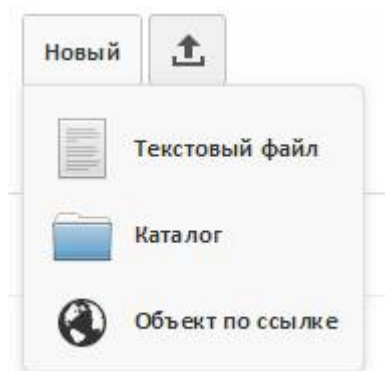 Новый
Текстовый файл
Каталог
Объект по ссылке